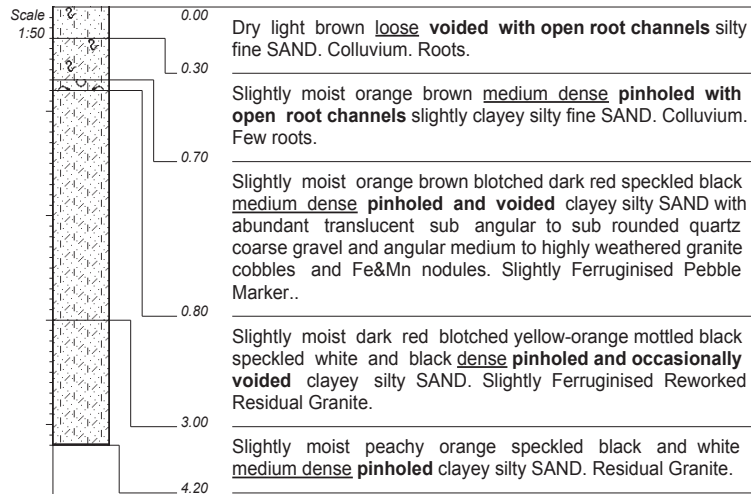 Scale
1:50
0.00
Dry light brown loose voided with open root channels silty
fine SAND. Colluvium. Roots.
0.30
Slightly moist orange brown medium dense pinholed with
open root channels slightly clayey silty fine SAND. Colluvium.
Few roots.
0.70
Slightly moist orange brown blotched dark red speckled black
medium dense pinholed and voided clayey silty SAND with
abundant translucent sub angular to sub rounded quartz
coarse gravel and angular medium to highly weathered granite
cobbles and Fe&Mn nodules. Slightly Ferruginised Pebble
Marker..
0.80
Slightly moist dark red blotched yellow-orange mottled black
speckled white and black dense pinholed and occasionally
voided clayey silty SAND. Slightly Ferruginised Reworked
Residual Granite.
3.00
Slightly moist peachy orange speckled black and white
medium dense pinholed clayey silty SAND. Residual Granite.
4.20